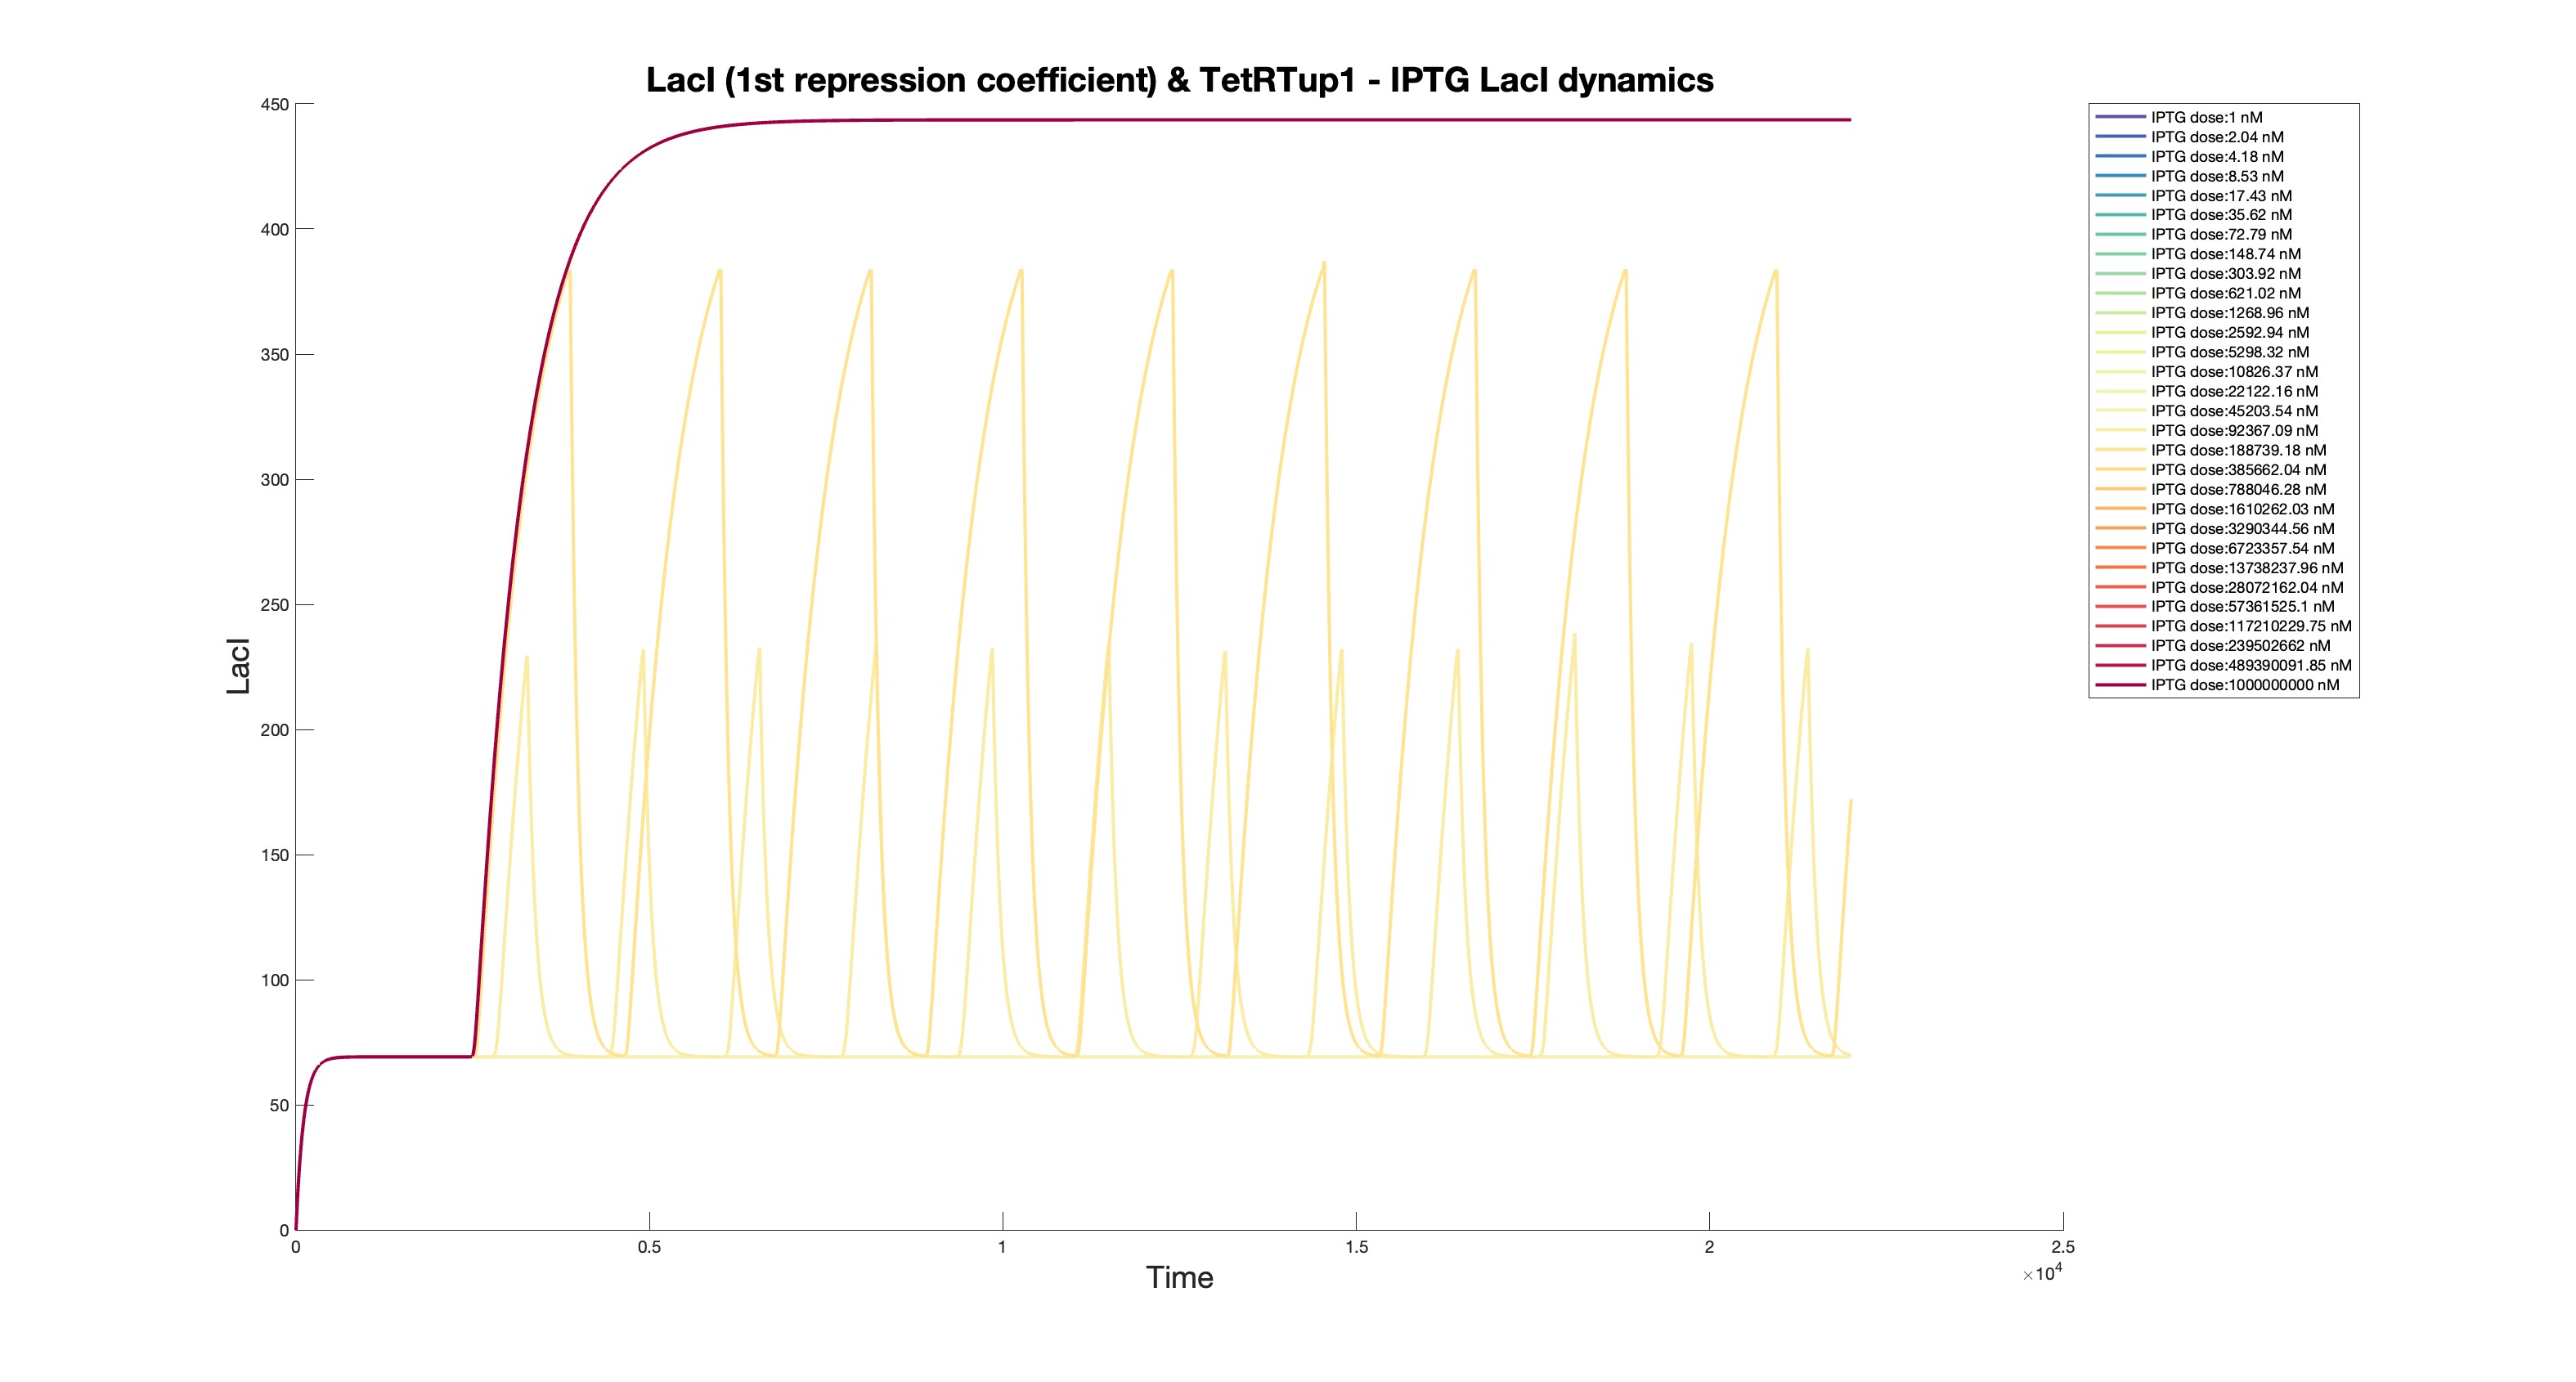 LacI (1st repression coefficient) & TetRTup1 - IPTG LacI dynamics
450
400
350
300
250
200
150
100
50
0
LacI
0
0.5
1
1.5
2
2.5
×10^4
Time
IPTG dose:1 nM
IPTG dose:2.04 nM
IPTG dose:4.18 nM
IPTG dose:8.53 nM
IPTG dose:17.43 nM
IPTG dose:35.62 nM
IPTG dose:72.79 nM
IPTG dose:148.74 nM
IPTG dose:303.92 nM
IPTG dose:621.02 nM
IPTG dose:1268.96 nM
IPTG dose:2592.94 nM
IPTG dose:5298.32 nM
IPTG dose:10826.37 nM
IPTG dose:22122.16 nM
IPTG dose:45203.54 nM
IPTG dose:92367.09 nM
IPTG dose:188739.18 nM
IPTG dose:385662.04 nM
IPTG dose:788046.28 nM
IPTG dose:1610262.03 nM
IPTG dose:3290344.56 nM
IPTG dose:6723357.54 nM
IPTG dose:13738237.96 nM
IPTG dose:28072162.04 nM
IPTG dose:57361525.1 nM
IPTG dose:117210229.75 nM
IPTG dose:239502662 nM
IPTG dose:489390091.85 nM
IPTG dose:1000000000 nM